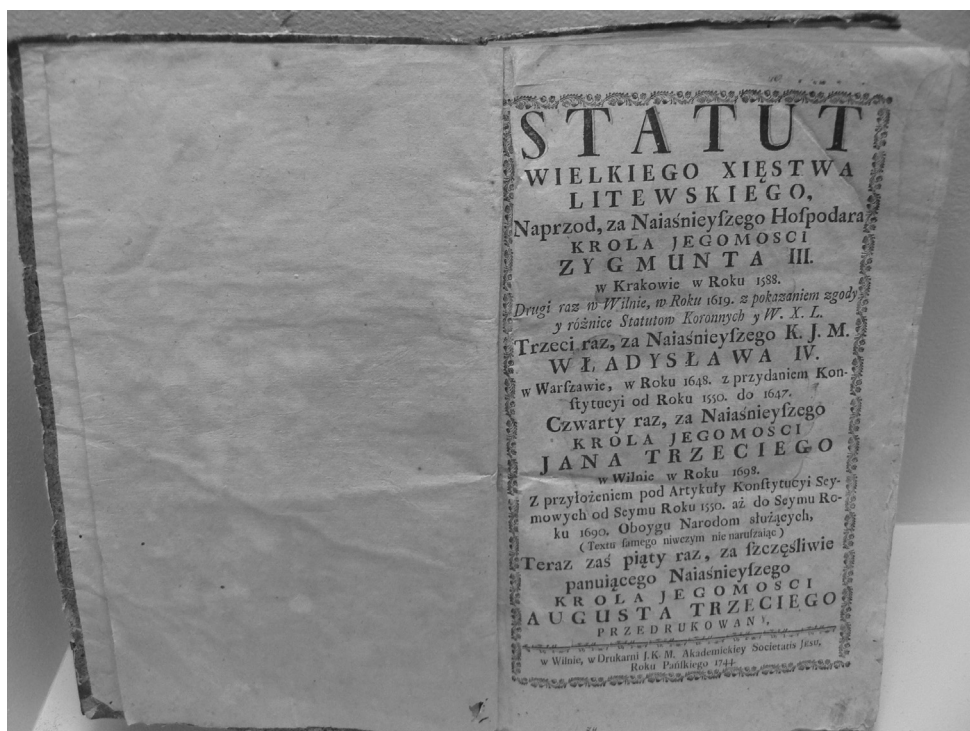 STATUT
WIELKIEGO XIĘSTWA
LITEWSKIEGO,
Naprzod, za Naiaśnieyſzego Hoſpodara
KROLA JEGOMOSCI
ZYGMUNTA III.
w Krakowie w Roku 1588.
Drugi raz w Wilnie, w Roku 1619. z pokazaniem zgody
y różnice Statutow Koronnych y W. X. L.
Trzeci raz, za Naiaśnieyſzego K. J. M.
WŁADYSŁAWA IV.
w Warſzawie, w Roku 1648. z przydaniem Kon-
ſtytucyi od Roku 1550. do 1647.
Czwarty raz, za Naiaśnieyſzego
KRÓLA JEGOMOŚCI
JANA TRZECIEGO
w Wilnie w Roku 1698.
Z przyłożeniem pod Artykuły Konſtytucyi Sey-
mowych od Seymu Roku 1550. aż do Seymu Ro-
ku 1690. Oboygu Narodom służących,
(Textu ſamego niwczym nie naruſzaiąc)
Teraz zaś piąty raz, za ſzczęśliwie
panuiącego Naiaśnieyſzego
KROLA JEGOMOSCI
AUGUSTA TRZECIEGO
PRZEDRUKOWANY,
w Wilnie, w Drukarni J. K. M. Akademickiey Societatis JESU,
Roku Pańſkiego 1744.